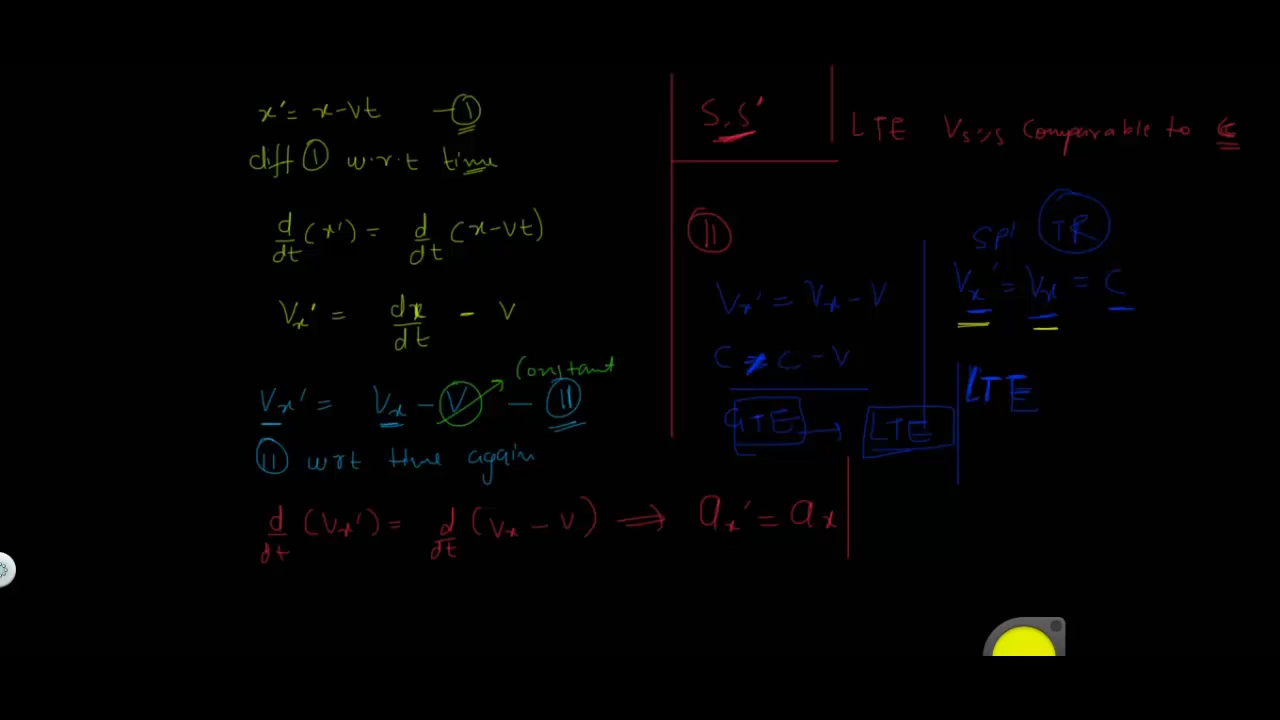 x' = x - Vt — ①
diff ① w.r.t time
d/dt (x') = d/dt (x - Vt)
Vx' = dx/dt - V
Constant
Vx' = Vx - V — ⑪
⑪ wrt time again
d/dt (Vx') = d/dt (Vx - V) ⟹ ax' = ax
S, S'
LTE Vs,s' Comparable to C
⑪
Vx' = Vx - V
C ≠ C - V
GTE → LTE
TR
Vx' = Vx = C
LTE